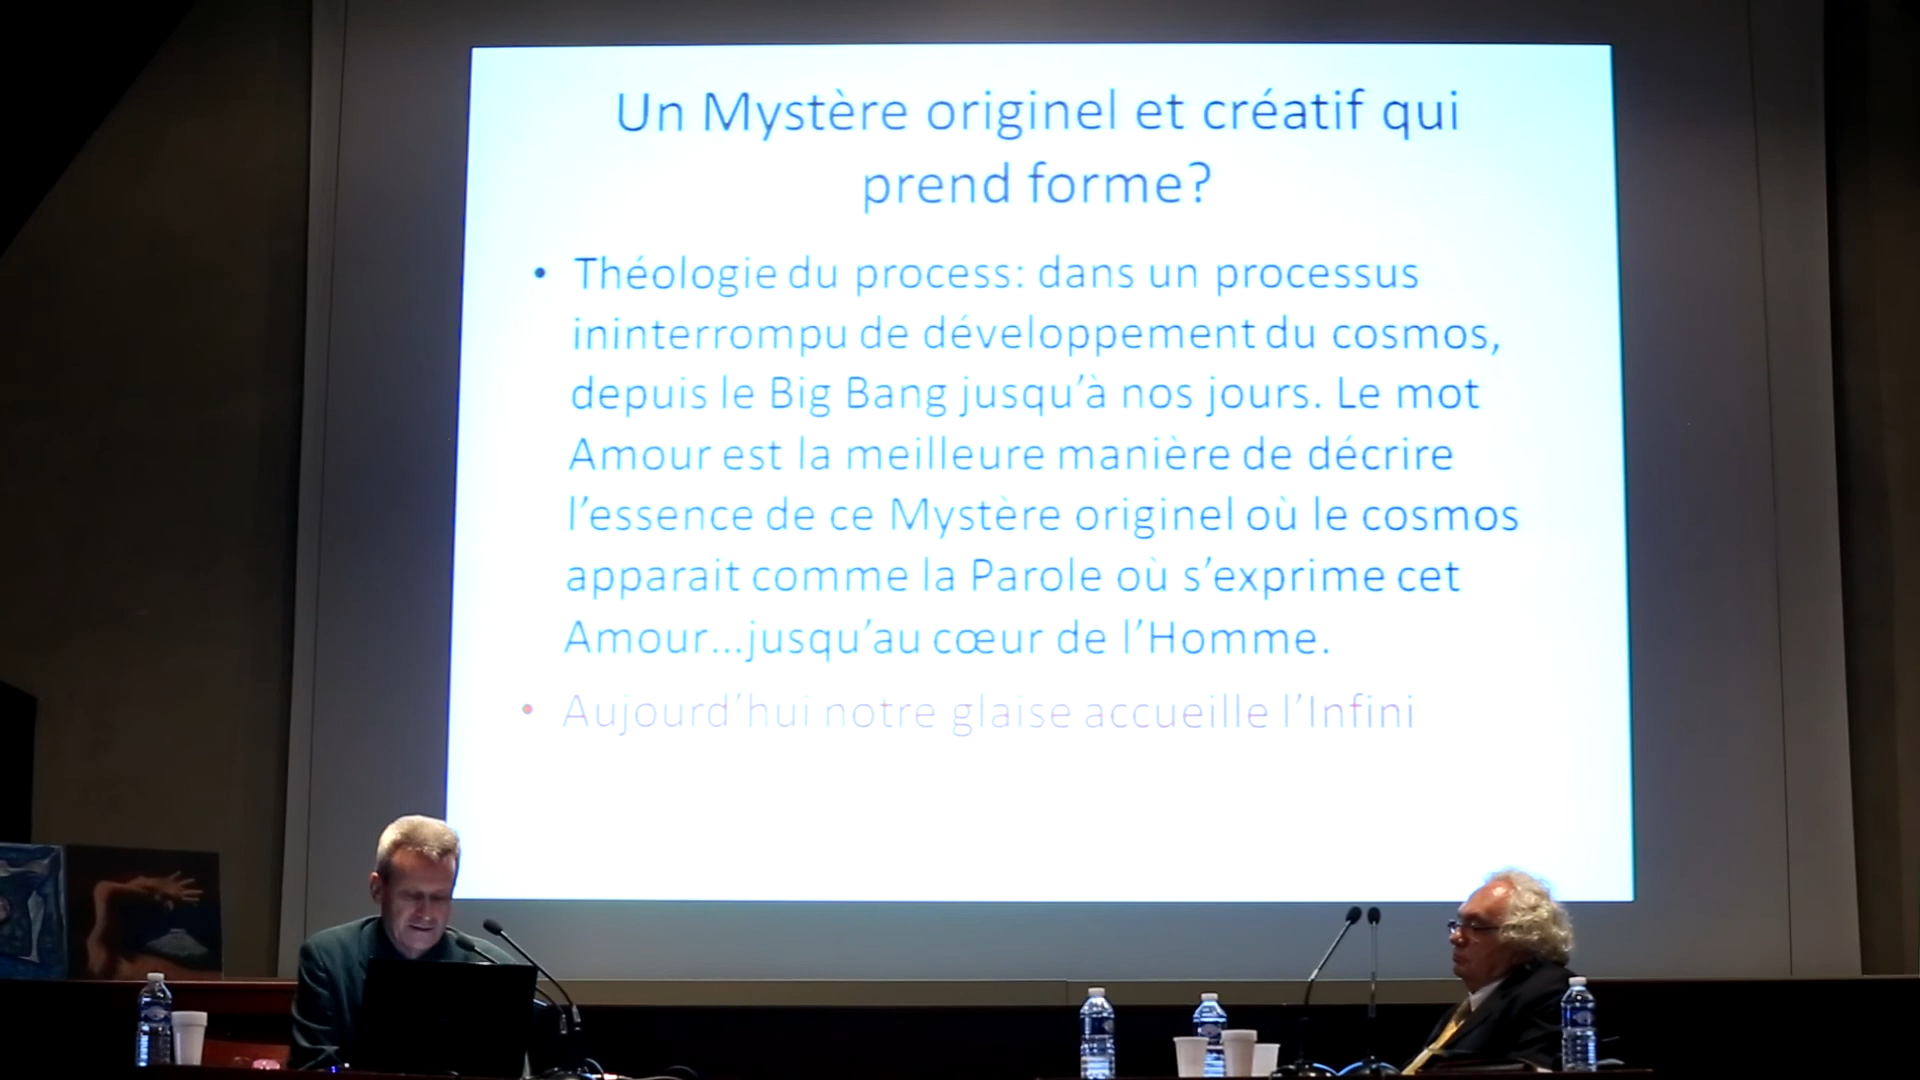 Un Mystère originel et créatif qui
prend forme?
• Théologie du process: dans un processus
ininterrompu de développement du cosmos,
depuis le Big Bang jusqu’à nos jours. Le mot
Amour est la meilleure manière de décrire
l’essence de ce Mystère originel où le cosmos
apparait comme la Parole où s’exprime cet
Amour…jusqu’au cœur de l’Homme.
• Aujourd’hui notre glaise accueille l’Infini